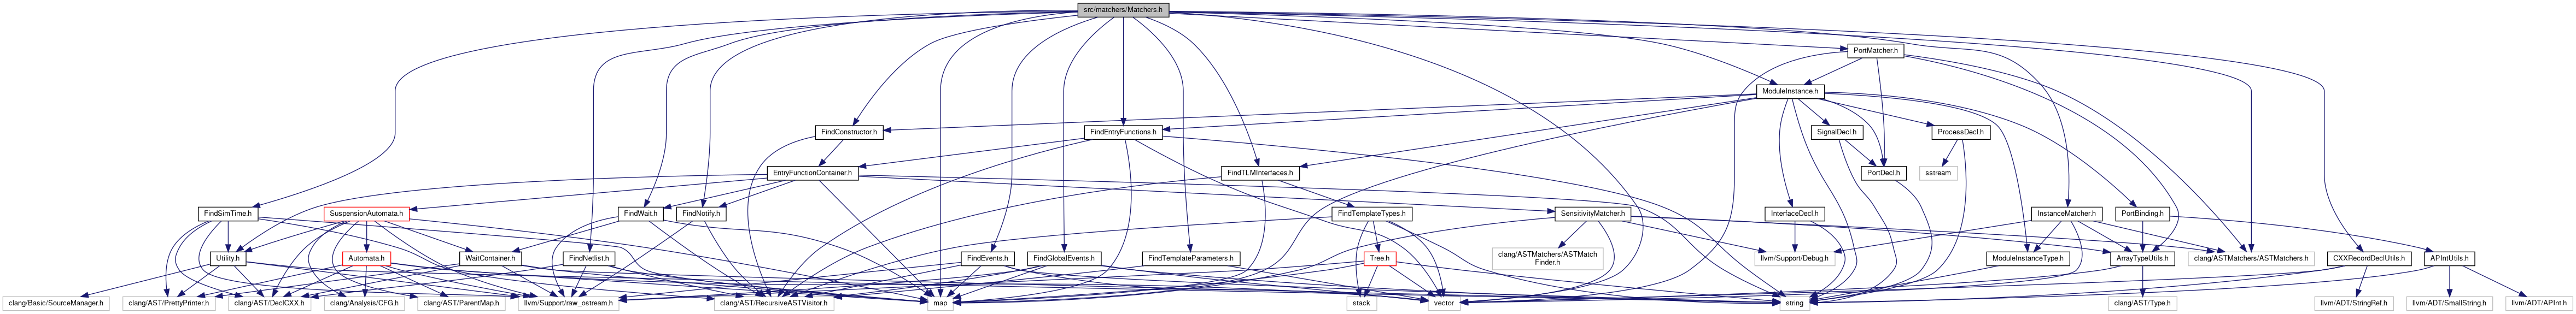 src/matchers/Matchers.h
PortMatcher.h
ModuleInstance.h
FindConstructor.h
FindEntryFunctions.h
SignalDecl.h
ProcessDecl.h
EntryFunctionContainer.h
FindTLMInterfaces.h
PortDecl.h
sstream
FindSimTime.h
SuspensionAutomata.h
FindWait.h
FindNotify.h
FindTemplateTypes.h
SensitivityMatcher.h
InterfaceDecl.h
InstanceMatcher.h
PortBinding.h
Utility.h
Automata.h
WaitContainer.h
FindNetlist.h
FindEvents.h
FindGlobalEvents.h
FindTemplateParameters.h
Tree.h
clang/ASTMatchers/ASTMatch
Finder.h
llvm/Support/Debug.h
ModuleInstanceType.h
ArrayTypeUtils.h
clang/ASTMatchers/ASTMatchers.h
CXXRecordDeclUtils.h
APIntUtils.h
clang/Basic/SourceManager.h
clang/AST/PrettyPrinter.h
clang/AST/DeclCXX.h
clang/Analysis/CFG.h
clang/AST/ParentMap.h
llvm/Support/raw_ostream.h
clang/AST/RecursiveASTVisitor.h
map
stack
vector
string
clang/AST/Type.h
llvm/ADT/StringRef.h
llvm/ADT/SmallString.h
llvm/ADT/APInt.h